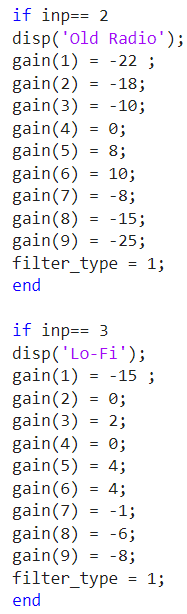 if inp== 2
disp('Old Radio');
gain(1) = -22 ;
gain(2) = -18;
gain(3) = -10;
gain(4) = 0;
gain(5) = 8;
gain(6) = 10;
gain(7) = -8;
gain(8) = -15;
gain(9) = -25;
filter_type = 1;
end
if inp== 3
disp('Lo-Fi');
gain(1) = -15 ;
gain(2) = 0;
gain(3) = 2;
gain(4) = 0;
gain(5) = 4;
gain(6) = 4;
gain(7) = -1;
gain(8) = -6;
gain(9) = -8;
filter_type = 1;
end